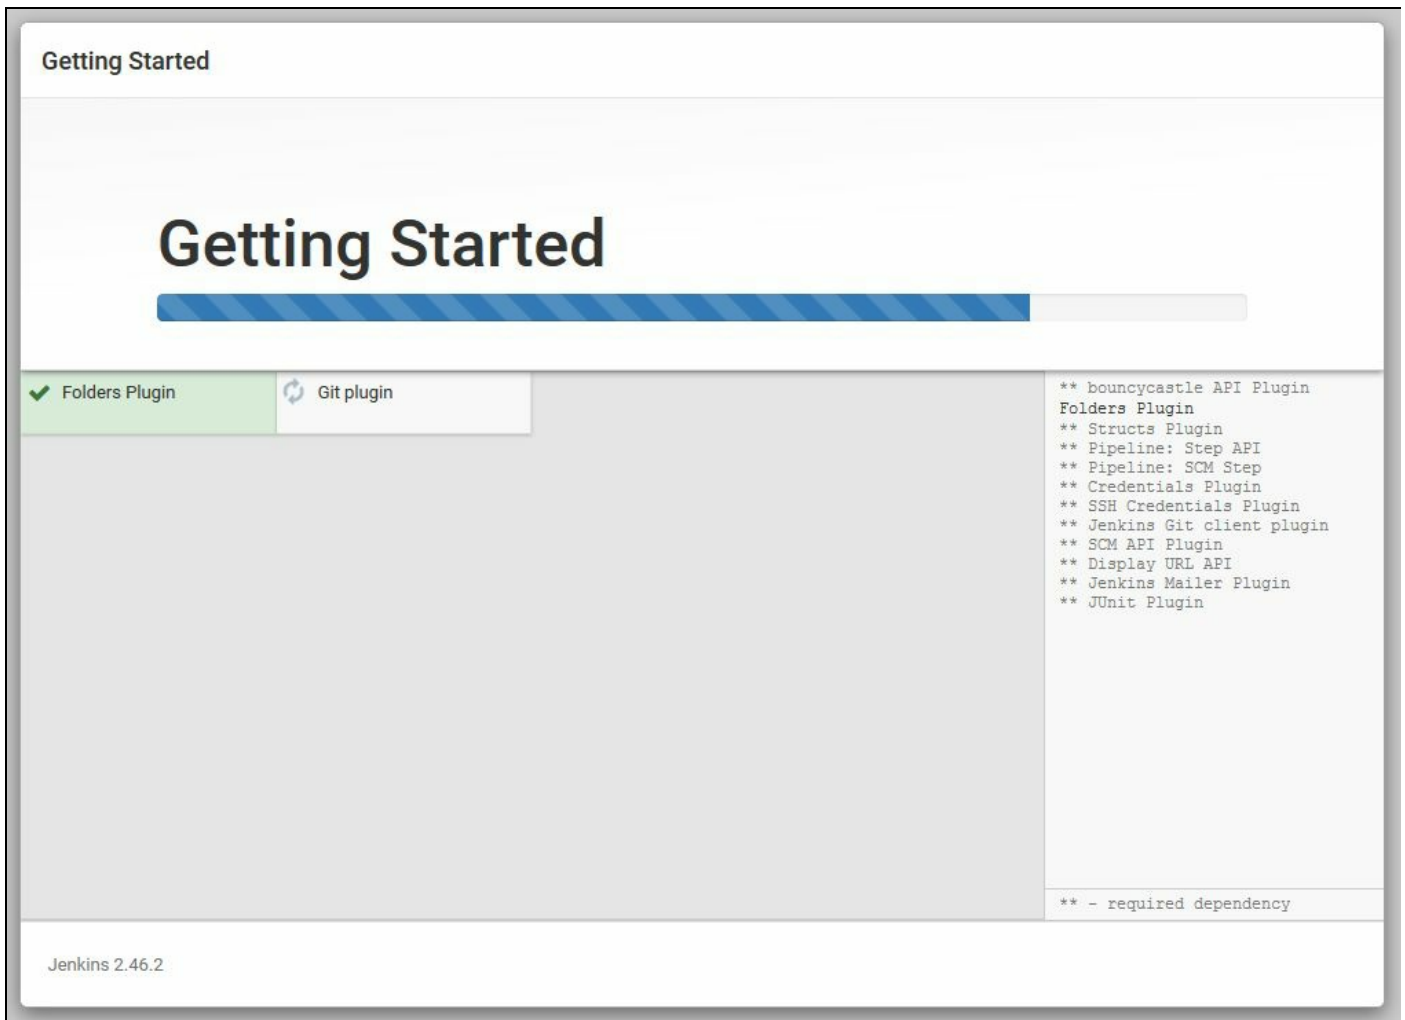 Getting Started
Getting Started
Folders Plugin
Git plugin
** bouncycastle API Plugin
Folders Plugin
** Structs Plugin
** Pipeline: Step API
** Pipeline: SCM Step
** Credentials Plugin
** SSH Credentials Plugin
** Jenkins Git client plugin
** SCM API Plugin
** Display URL API
** Jenkins Mailer Plugin
** JUnit Plugin
** - required dependency
Jenkins 2.46.2